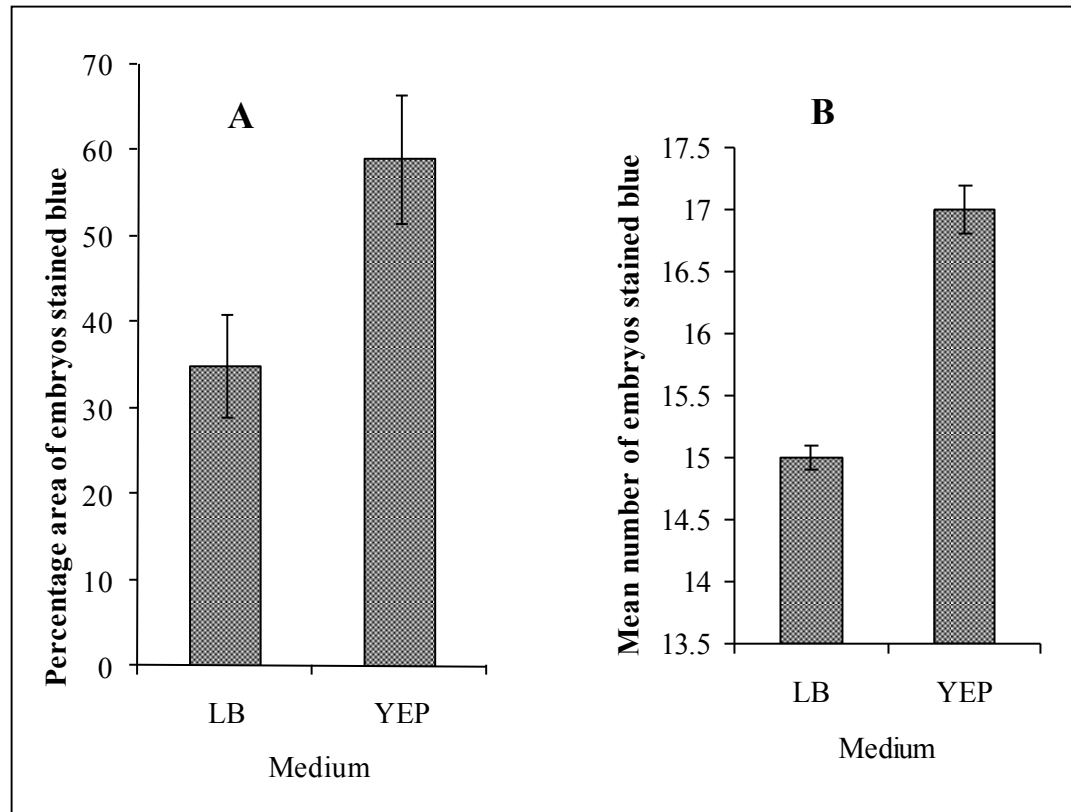 A
Percentage area of embryos stained blue
70
60
50
40
30
20
10
0
LB YEP
Medium
B
Mean number of embryos stained blue
17.5
17
16.5
16
15.5
15
14.5
14
13.5
LB YEP
Medium